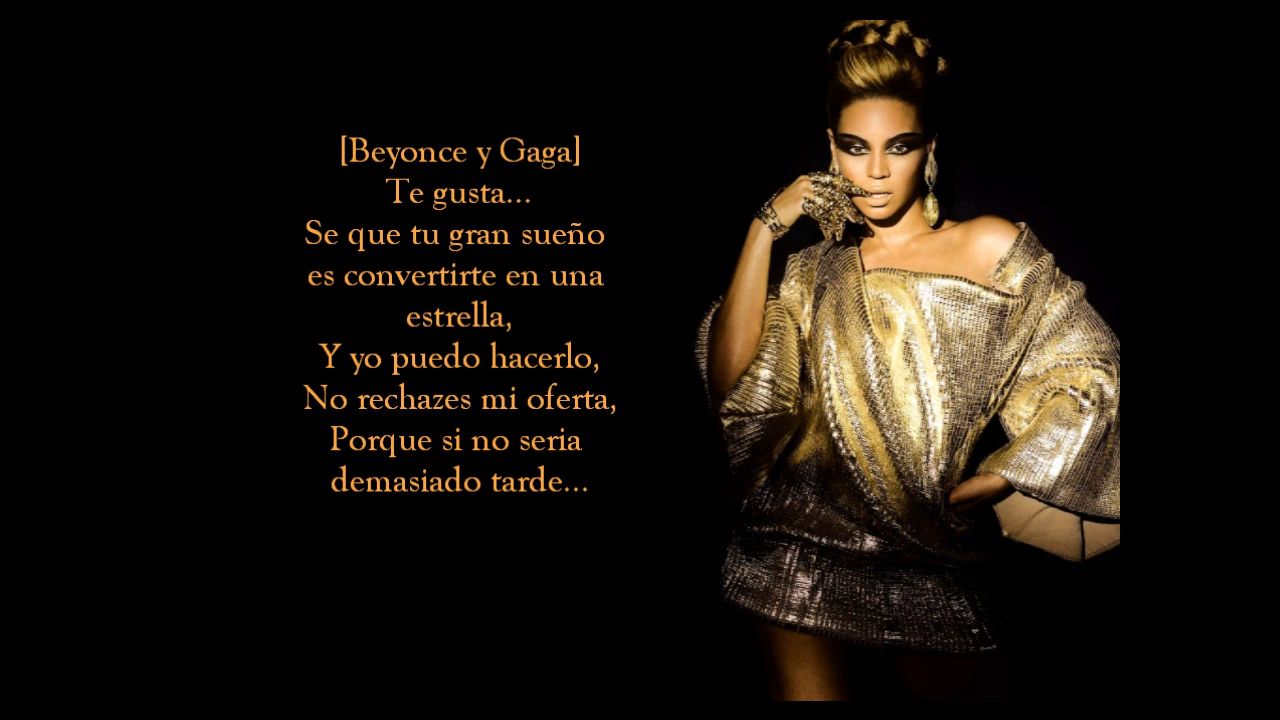 [Beyonce y Gaga]
Te gusta...
Se que tu gran sueño
es convertirte en una
estrella,
Y yo puedo hacerlo,
No rechazes mi oferta,
Porque si no seria
demasiado tarde...